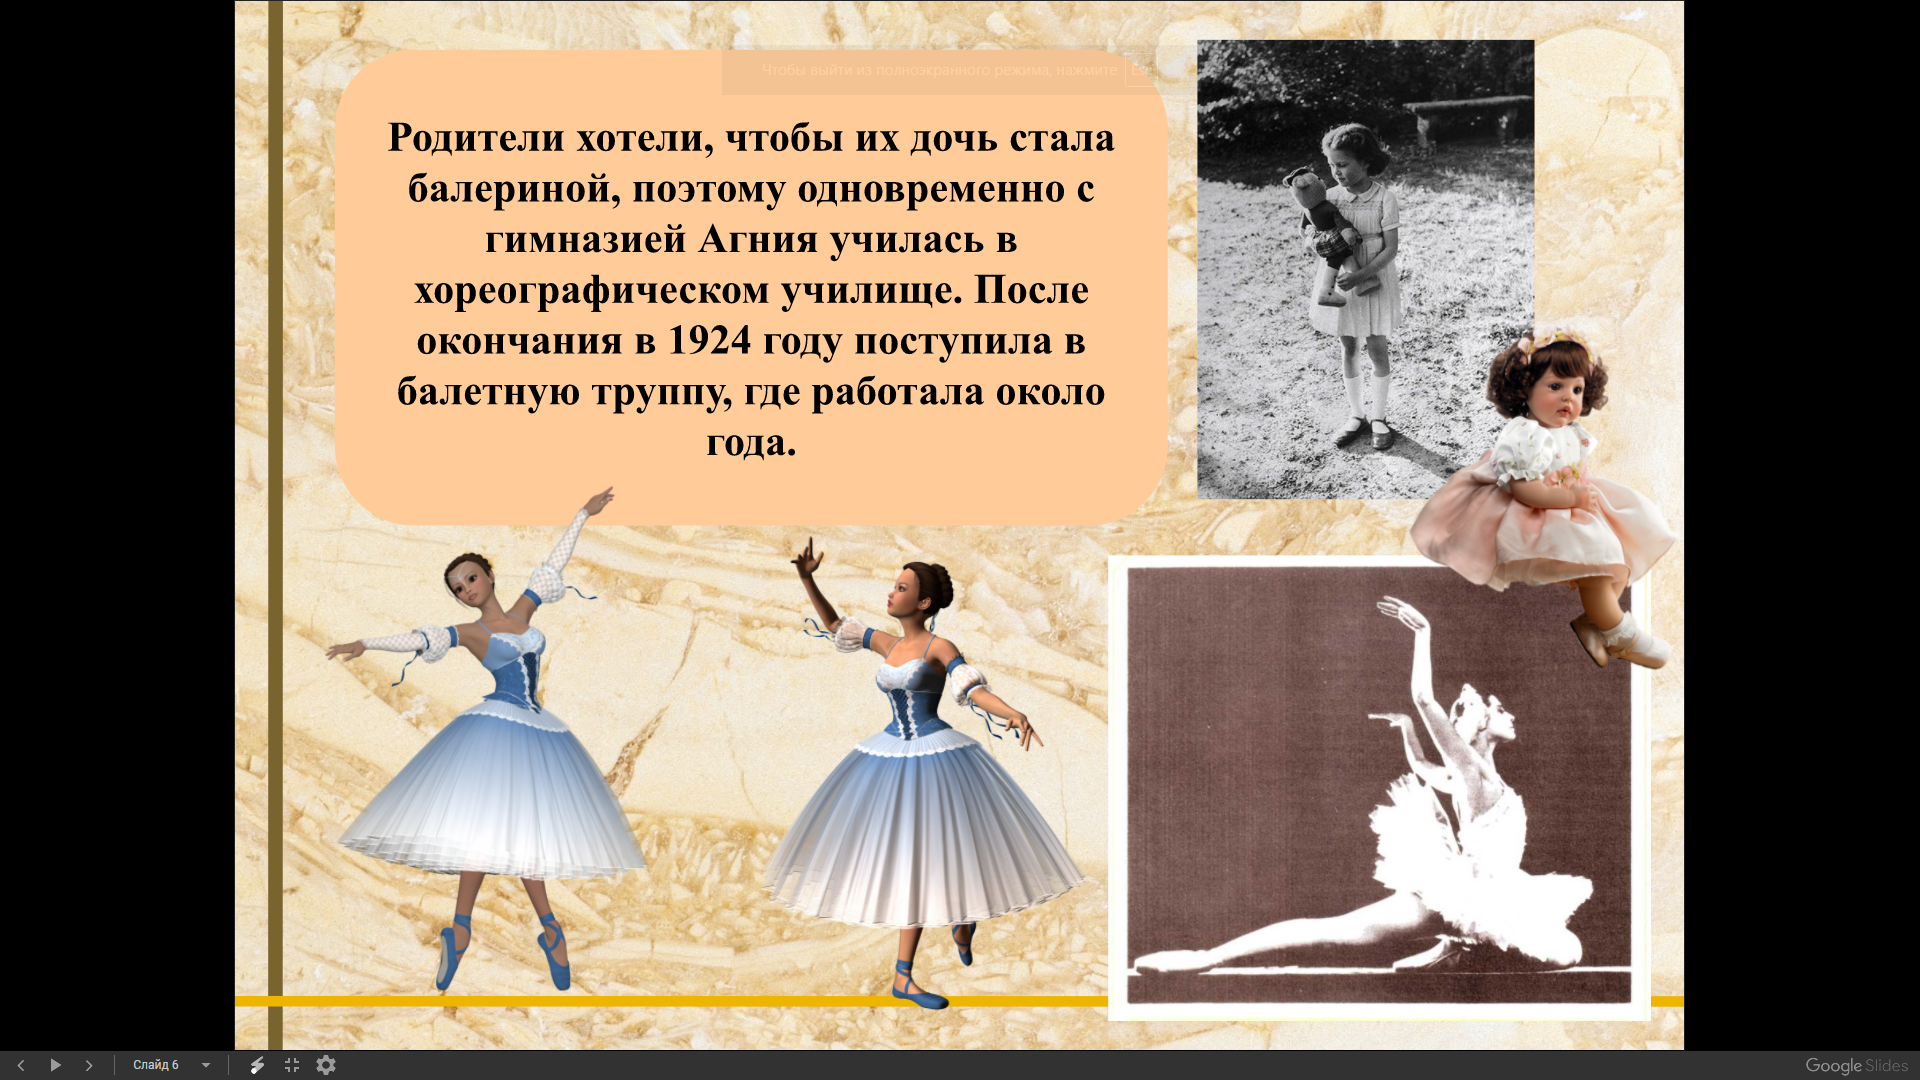 Чтобы выйти из полноэкранного режима, нажмите Esc
Родители хотели, чтобы их дочь стала
балериной, поэтому одновременно с
гимназией Агния училась в
хореографическом училище. После
окончания в 1924 году поступила в
балетную труппу, где работала около
года.
Слайд 6
Google Slides